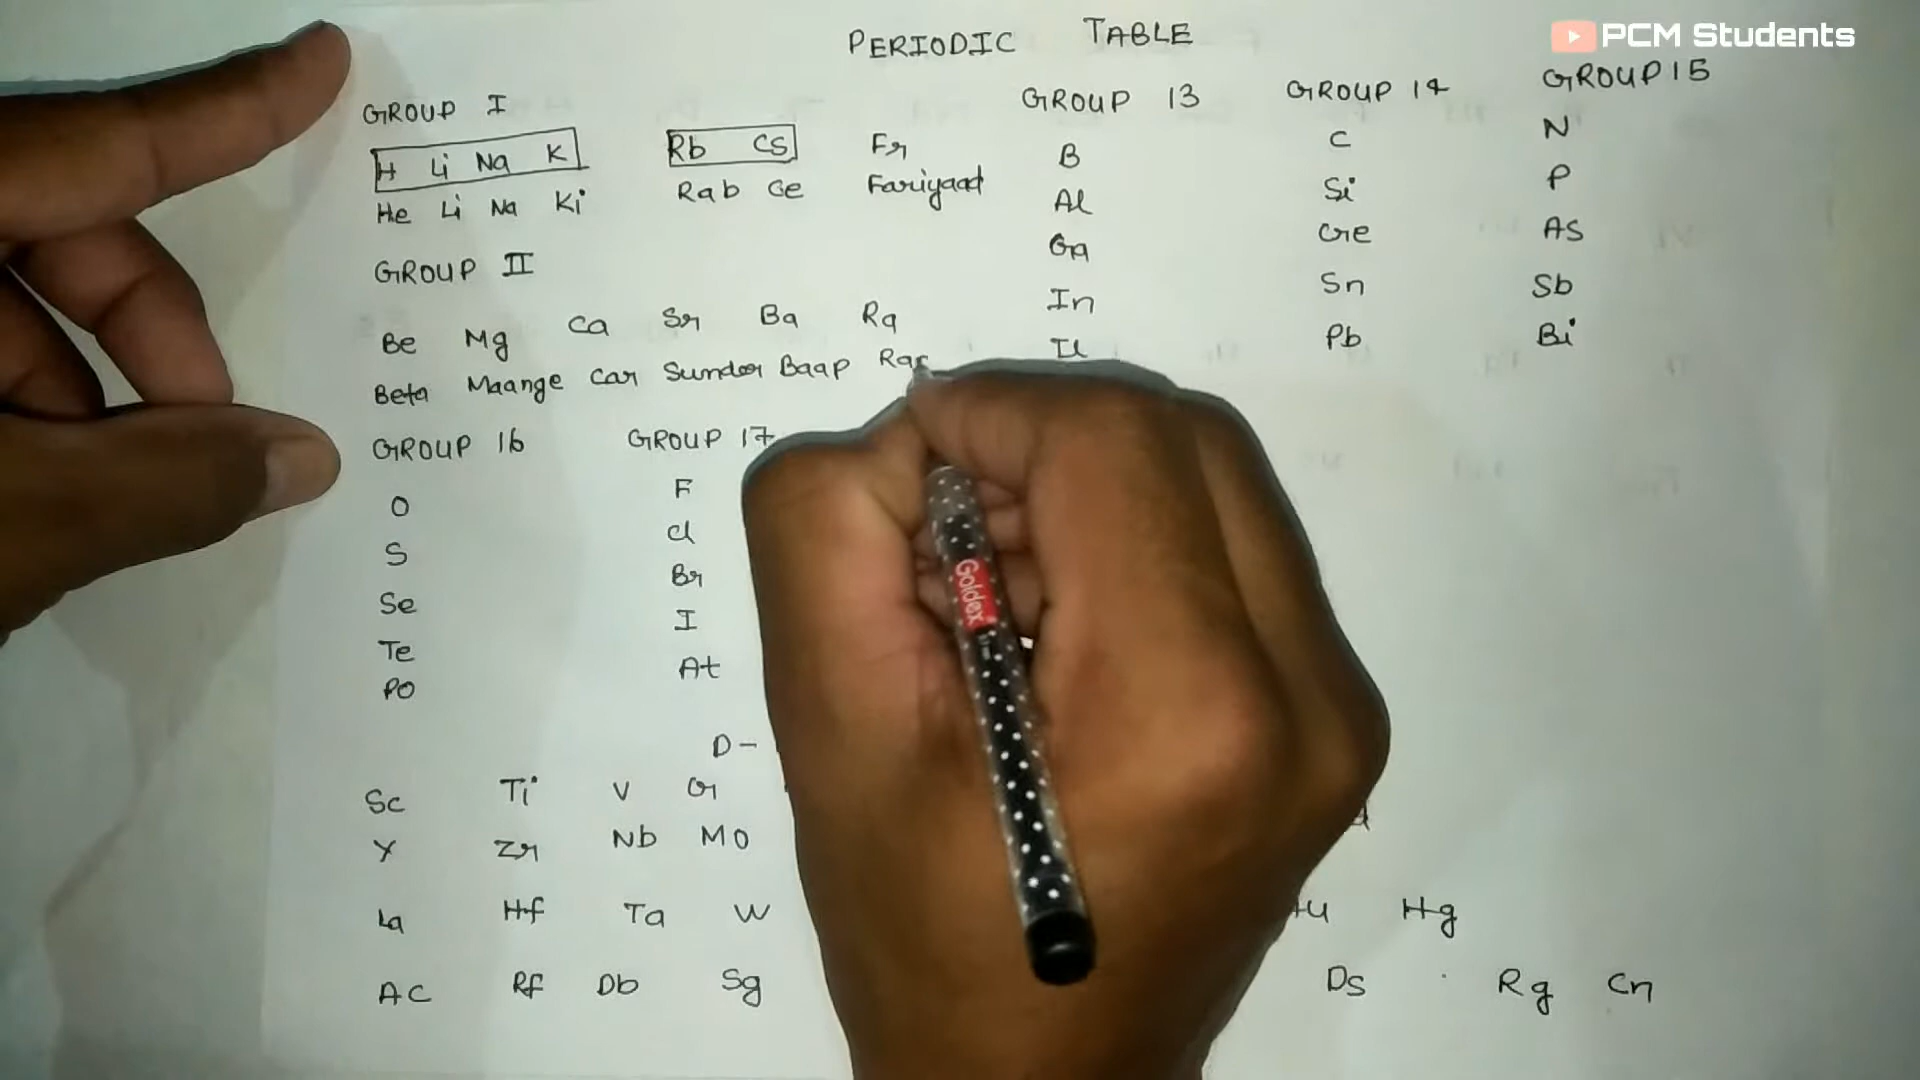 PERIODIC TABLE
PCM Students
GROUP I
H Li Na K Rb CS Fr
He Li Na Ki Rab Ce Fariyaad
GROUP II
Be Mg Ca Sr Ba Ra
Beta Maange Car Sunder Baap
GROUP 13
B
Al
Ga
In
Tl
GROUP 14
C
Si
Ge
Sn
Pb
GROUP 15
N
P
AS
Sb
Bi
GROUP 16
O
S
Se
Te
PO
GROUP 17
F
Cl
Br
I
At
D-
Sc Ti V Cr
Y Zr Nb MO
La Hf Ta W Hg
AC Rf Db Sg Ds Rg Cn
Goldex